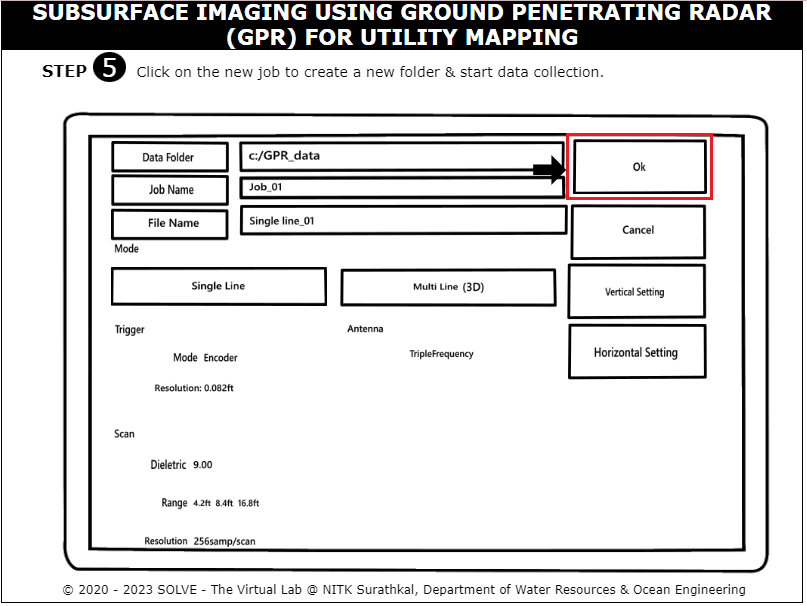 SUBSURFACE IMAGING USING GROUND PENETRATING RADAR
(GPR) FOR UTILITY MAPPING
STEP 5 Click on the new job to create a new folder & start data collection.
Data Folder c:/GPR_data Ok
Job Name Job_01
File Name Single line_01 Cancel
Mode
Single Line Multi Line (3D) Vertical Setting
Trigger Antenna
Mode Encoder TripleFrequency Horizontal Setting
Resolution: 0.082ft
Scan
Dieletric 9.00
Range 4.2ft 8.4ft 16.8ft
Resolution 256samp/scan
© 2020 - 2023 SOLVE - The Virtual Lab @ NITK Surathkal, Department of Water Resources & Ocean Engineering